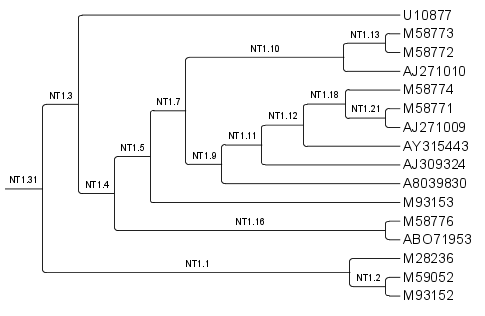 U10877
M58773
NT1.13
M58772
NT1.10
AJ271010
M58774
NT1.3
NT1.18
NT1.7
M58771
NT1.21
AJ271009
NT1.12
NT1.11
AY315443
NT1.5
NT1.9
AJ309324
NT1.31
NT1.4
A8039830
M93153
NT1.16
M58776
ABO71953
NT1.1
M28236
NT1.2
M59052
M93152